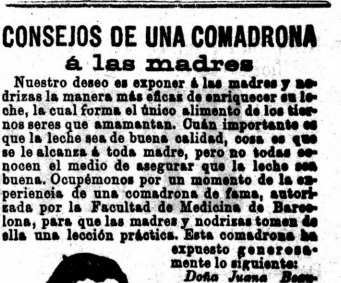 CONSEJOS DE UNA COMADRONA
á las madres
Nuestro deseo es exponer á las madres y no-
drizas la manera más eficaz de enriquecer su le-
che, la cual forma el único alimento de los tier-
nos seres que amamantan. Cuán importante es
que la leche sea de buena calidad, cosa es que
se le alcanza á toda madre, pero no todas co-
nocen el medio de asegurar que la leche sea
buena. Ocupémonos por un momento de la ex-
periencia de una comadrona de fama, autori-
zada por la Facultad de Medicina de Barce-
lona, para que las madres y nodrizas tomen de
ella una lección práctica. Esta comadrona ha
expuesto generosa-
mente lo siguiente:
Doña Juana